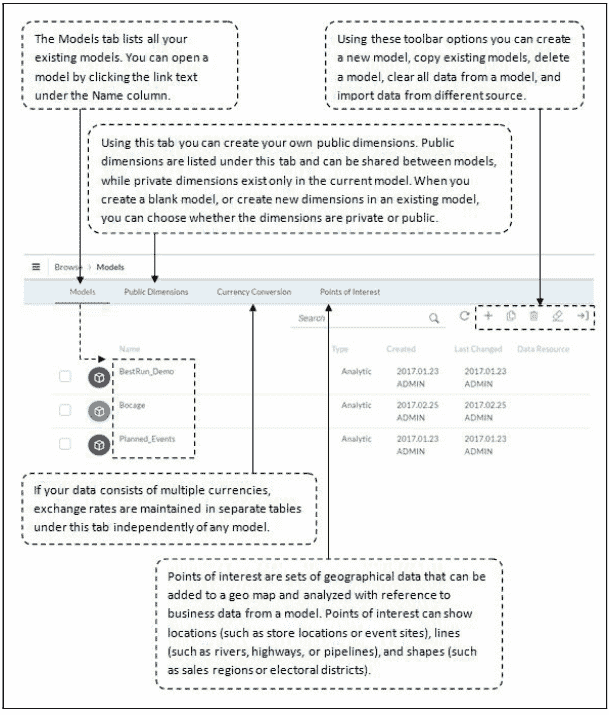 The Models tab lists all your
existing models. You can open a
model by clicking the link text
under the Name column.
Using these toolbar options you can create
a new model, copy existing models, delete
a model, clear all data from a model, and
import data from different source.
Using this tab you can create your own public dimensions. Public
dimensions are listed under this tab and can be shared between models,
while private dimensions exist only in the current model. When you
create a blank model, or create new dimensions in an existing model,
you can choose whether the dimensions are private or public.
Browse > Models
Models Public Dimensions Currency Conversion Points of Interest
Search
Name Type Created Last Changed Data Resource
BestRun_Demo Analytic 2017.01.23 2017.01.23
ADMIN ADMIN
Bocage Analytic 2017.02.25 2017.02.25
ADMIN ADMIN
Planned_Events Analytic 2017.01.23 2017.01.23
ADMIN ADMIN
If your data consists of multiple currencies,
exchange rates are maintained in separate tables
under this tab independently of any model.
Points of interest are sets of geographical data that can be
added to a geo map and analyzed with reference to
business data from a model. Points of interest can show
locations (such as store locations or event sites), lines
(such as rivers, highways, or pipelines), and shapes (such
as sales regions or electoral districts).